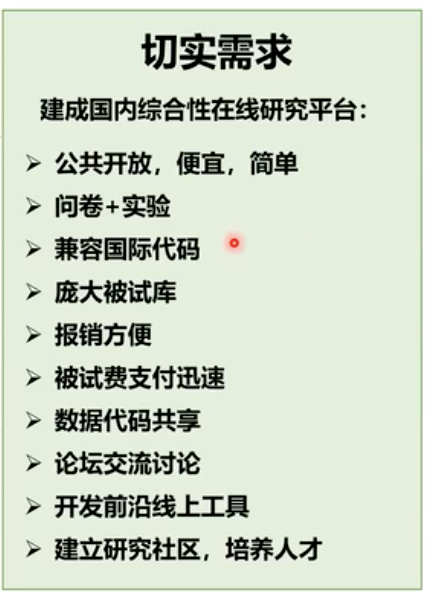 切实需求
建成国内综合性在线研究平台：
➢ 公共开放，便宜，简单
➢ 问卷+实验
➢ 兼容国际代码
➢ 庞大被试库
➢ 报销方便
➢ 被试费支付迅速
➢ 数据代码共享
➢ 论坛交流讨论
➢ 开发前沿线上工具
➢ 建立研究社区，培养人才